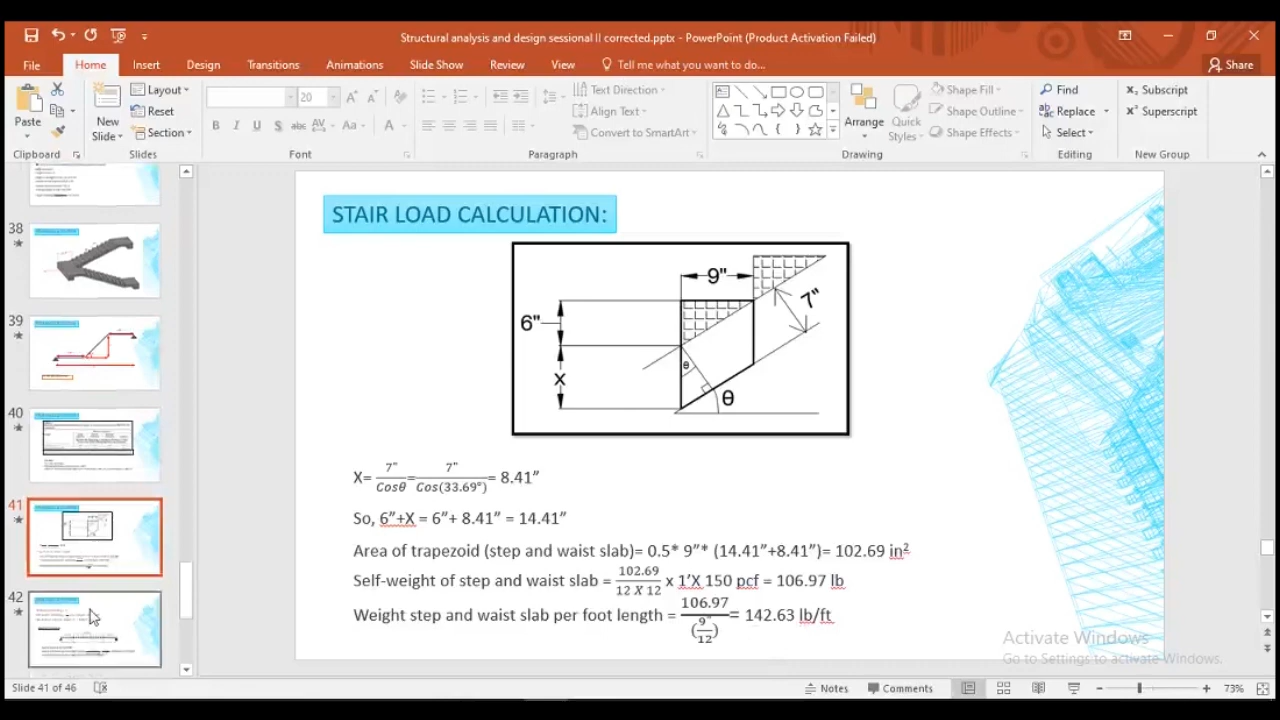 Structural analysis and design sessional II corrected.pptx - PowerPoint (Product Activation Failed)
File Home Insert Design Transitions Animations Slide Show Review View Tell me what you want to do... Share
Paste
New Slide
Layout
Reset
Section
20
B I U S abc AV Aa A
Text Direction
Align Text
Convert to SmartArt
Arrange
Quick Styles
Shape Fill
Shape Outline
Shape Effects
Find
Replace
Select
X₂ Subscript
X² Superscript
Clipboard Slides Font Paragraph Drawing Editing New Group
38
39
40
41
42
STAIR LOAD CALCULATION:
9"
7"
6"
x
θ
θ
X= 7"/Cosθ = 7"/Cos(33.69°) = 8.41"
So, 6"+X = 6"+ 8.41" = 14.41"
Area of trapezoid (step and waist slab)= 0.5* 9"* (14.41"+8.41")= 102.69 in²
Self-weight of step and waist slab = 102.69/(12 X 12) x 1'X 150 pcf = 106.97 lb
Weight step and waist slab per foot length = 106.97/(9/12) = 142.63 lb/ft
Activate Windows
Go to Settings to activate Windows.
Slide 41 of 46 Notes Comments 73%